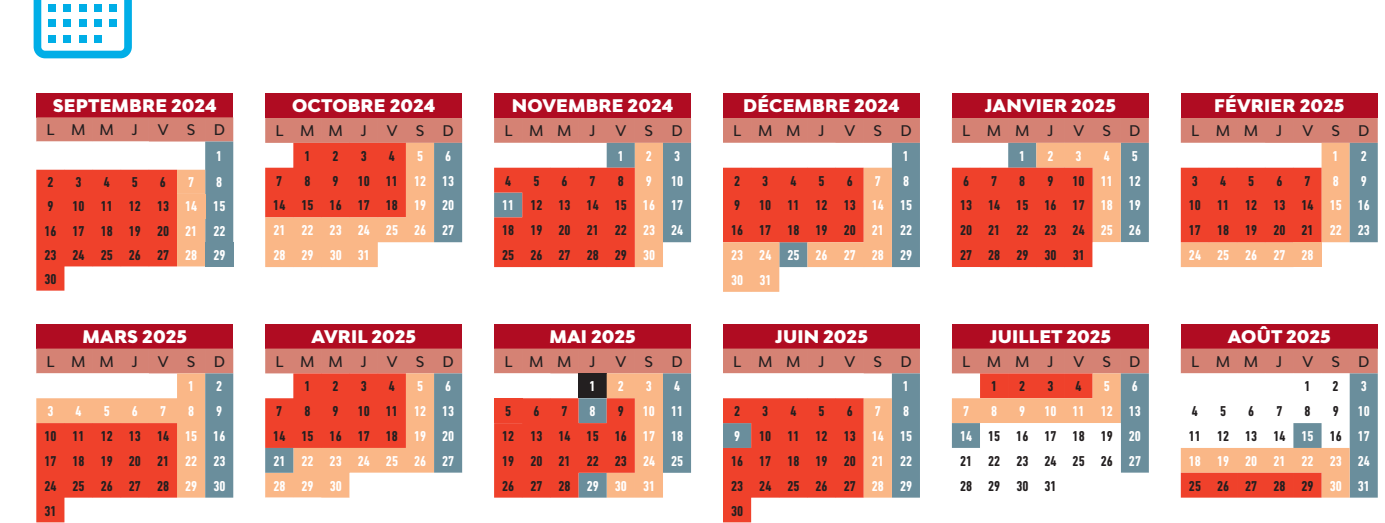 SEPTEMBRE 2024
L M M J V S D
1
2 3 4 5 6 7 8
9 10 11 12 13 14 15
16 17 18 19 20 21 22
23 24 25 26 27 28 29
30
OCTOBRE 2024
L M M J V S D
1 2 3 4 5 6
7 8 9 10 11 12 13
14 15 16 17 18 19 20
21 22 23 24 25 26 27
28 29 30 31
NOVEMBRE 2024
L M M J V S D
1 2 3
4 5 6 7 8 9 10
11 12 13 14 15 16 17
18 19 20 21 22 23 24
25 26 27 28 29 30
DÉCEMBRE 2024
L M M J V S D
1
2 3 4 5 6 7 8
9 10 11 12 13 14 15
16 17 18 19 20 21 22
23 24 25 26 27 28 29
30 31
JANVIER 2025
L M M J V S D
1 2 3 4 5
6 7 8 9 10 11 12
13 14 15 16 17 18 19
20 21 22 23 24 25 26
27 28 29 30 31
FÉVRIER 2025
L M M J V S D
1 2
3 4 5 6 7 8 9
10 11 12 13 14 15 16
17 18 19 20 21 22 23
24 25 26 27 28
MARS 2025
L M M J V S D
1 2
3 4 5 6 7 8 9
10 11 12 13 14 15 16
17 18 19 20 21 22 23
24 25 26 27 28 29 30
31
AVRIL 2025
L M M J V S D
1 2 3 4 5 6
7 8 9 10 11 12 13
14 15 16 17 18 19 20
21 22 23 24 25 26 27
28 29 30
MAI 2025
L M M J V S D
1 2 3 4
5 6 7 8 9 10 11
12 13 14 15 16 17 18
19 20 21 22 23 24 25
26 27 28 29 30 31
JUIN 2025
L M M J V S D
1
2 3 4 5 6 7 8
9 10 11 12 13 14 15
16 17 18 19 20 21 22
23 24 25 26 27 28 29
30
JUILLET 2025
L M M J V S D
1 2 3 4 5 6
7 8 9 10 11 12 13
14 15 16 17 18 19 20
21 22 23 24 25 26 27
28 29 30 31
AOÛT 2025
L M M J V S D
1 2 3
4 5 6 7 8 9 10
11 12 13 14 15 16 17
18 19 20 21 22 23 24
25 26 27 28 29 30 31